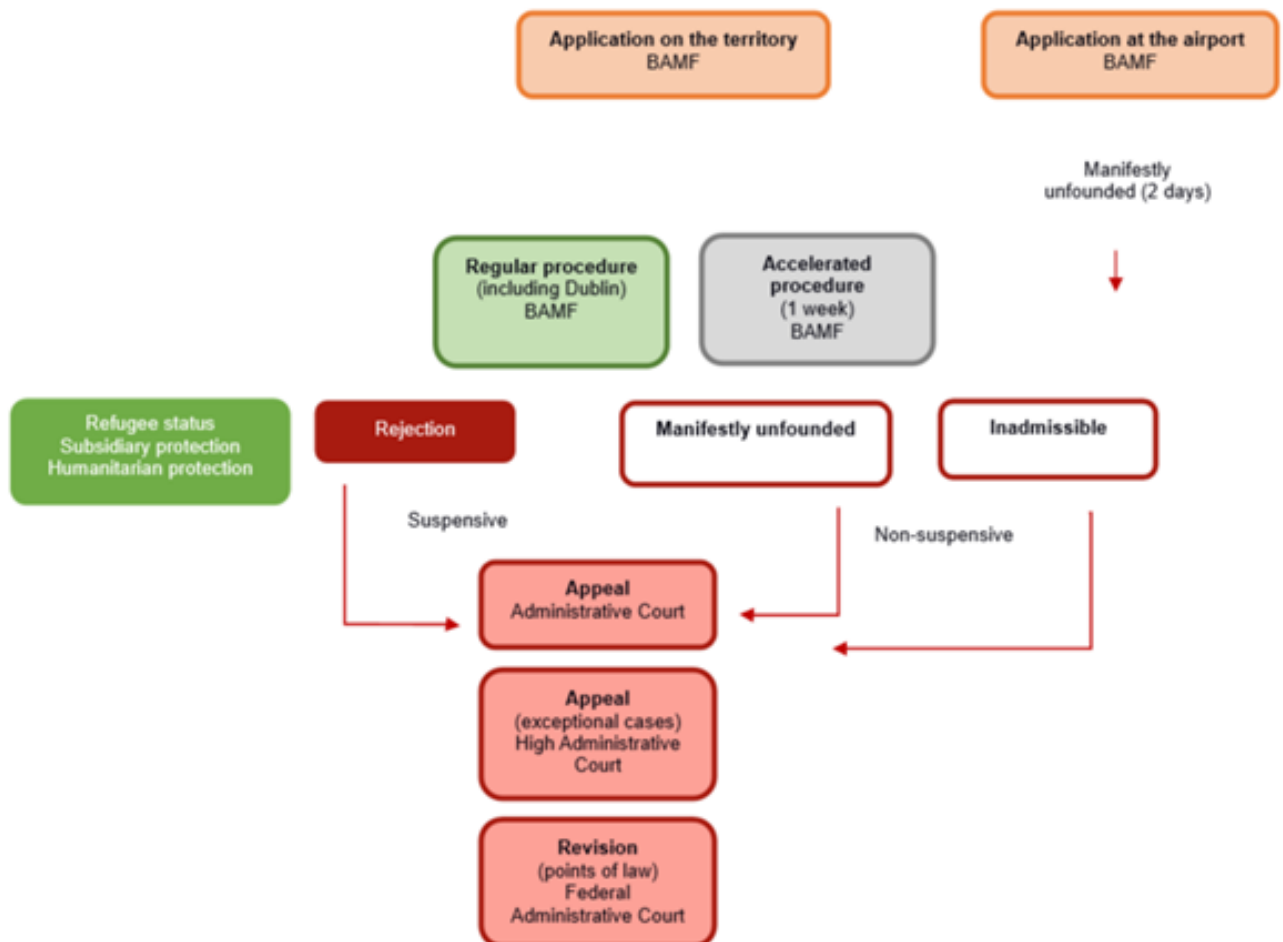 Application on the territory
BAMF
Application at the airport
BAMF
Manifestly
unfounded (2 days)
Regular procedure
(including Dublin)
BAMF
Accelerated
procedure
(1 week)
BAMF
Refugee status
Subsidiary protection
Humanitarian protection
Rejection
Manifestly unfounded
Inadmissible
Suspensive
Non-suspensive
Appeal
Administrative Court
Appeal
(exceptional cases)
High Administrative
Court
Revision
(points of law)
Federal
Administrative Court